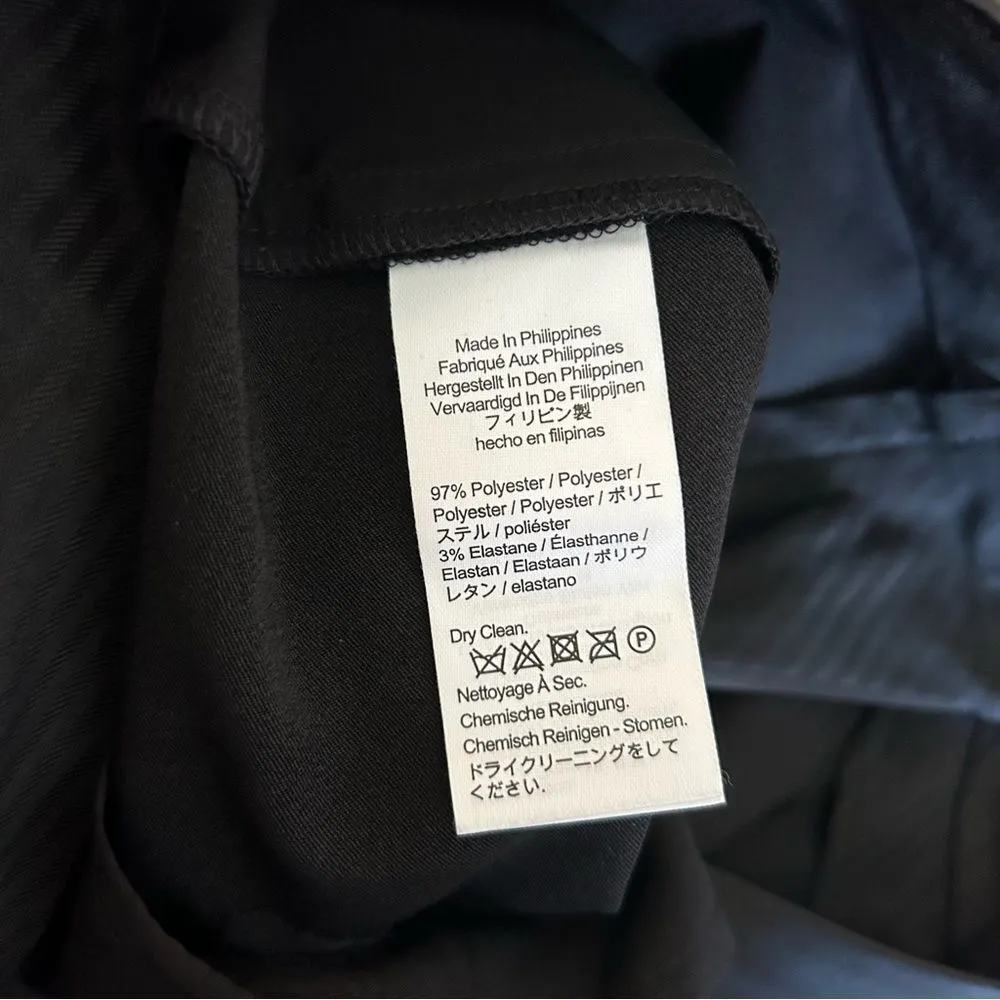 Made In Philippines
Fabriqué Aux Philippines
Hergestellt In Den Philippinen
Vervaardigd In De Filippijnen
フィリピン製
hecho en filipinas
97% Polyester / Polyester /
Polyester / Polyester / ポリエ
ステル / poliéster
3% Elastane / Élasthanne /
Elastan / Elastaan / ポリウ
レタン / elastano
Dry Clean.
P
Nettoyage À Sec.
Chemische Reinigung.
Chemisch Reinigen - Stomen.
ドライクリーニングをして
ください.